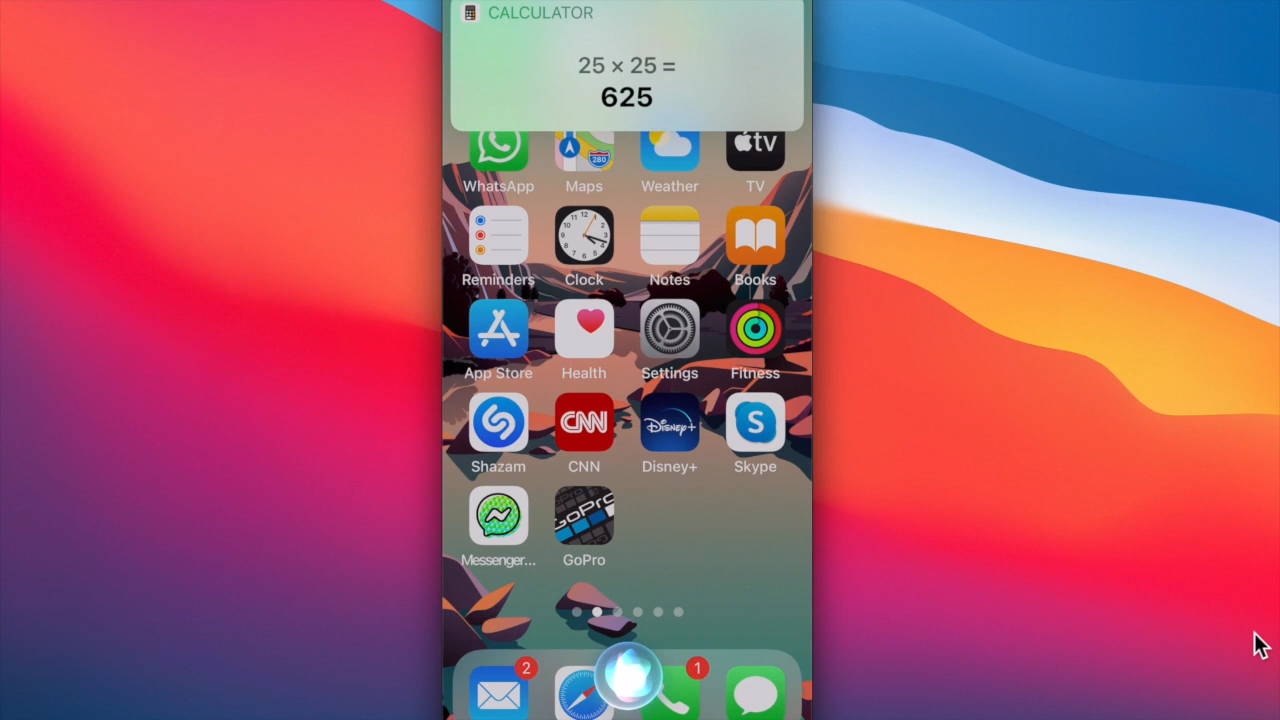 CALCULATOR
25 × 25 =
625
tv
280
WhatsApp Maps Weather TV
Reminders Clock Notes Books
App Store Health Settings Fitness
CNN Disney+ S
Shazam CNN Disney+ Skype
GoPro
Messenger... GoPro
2 1